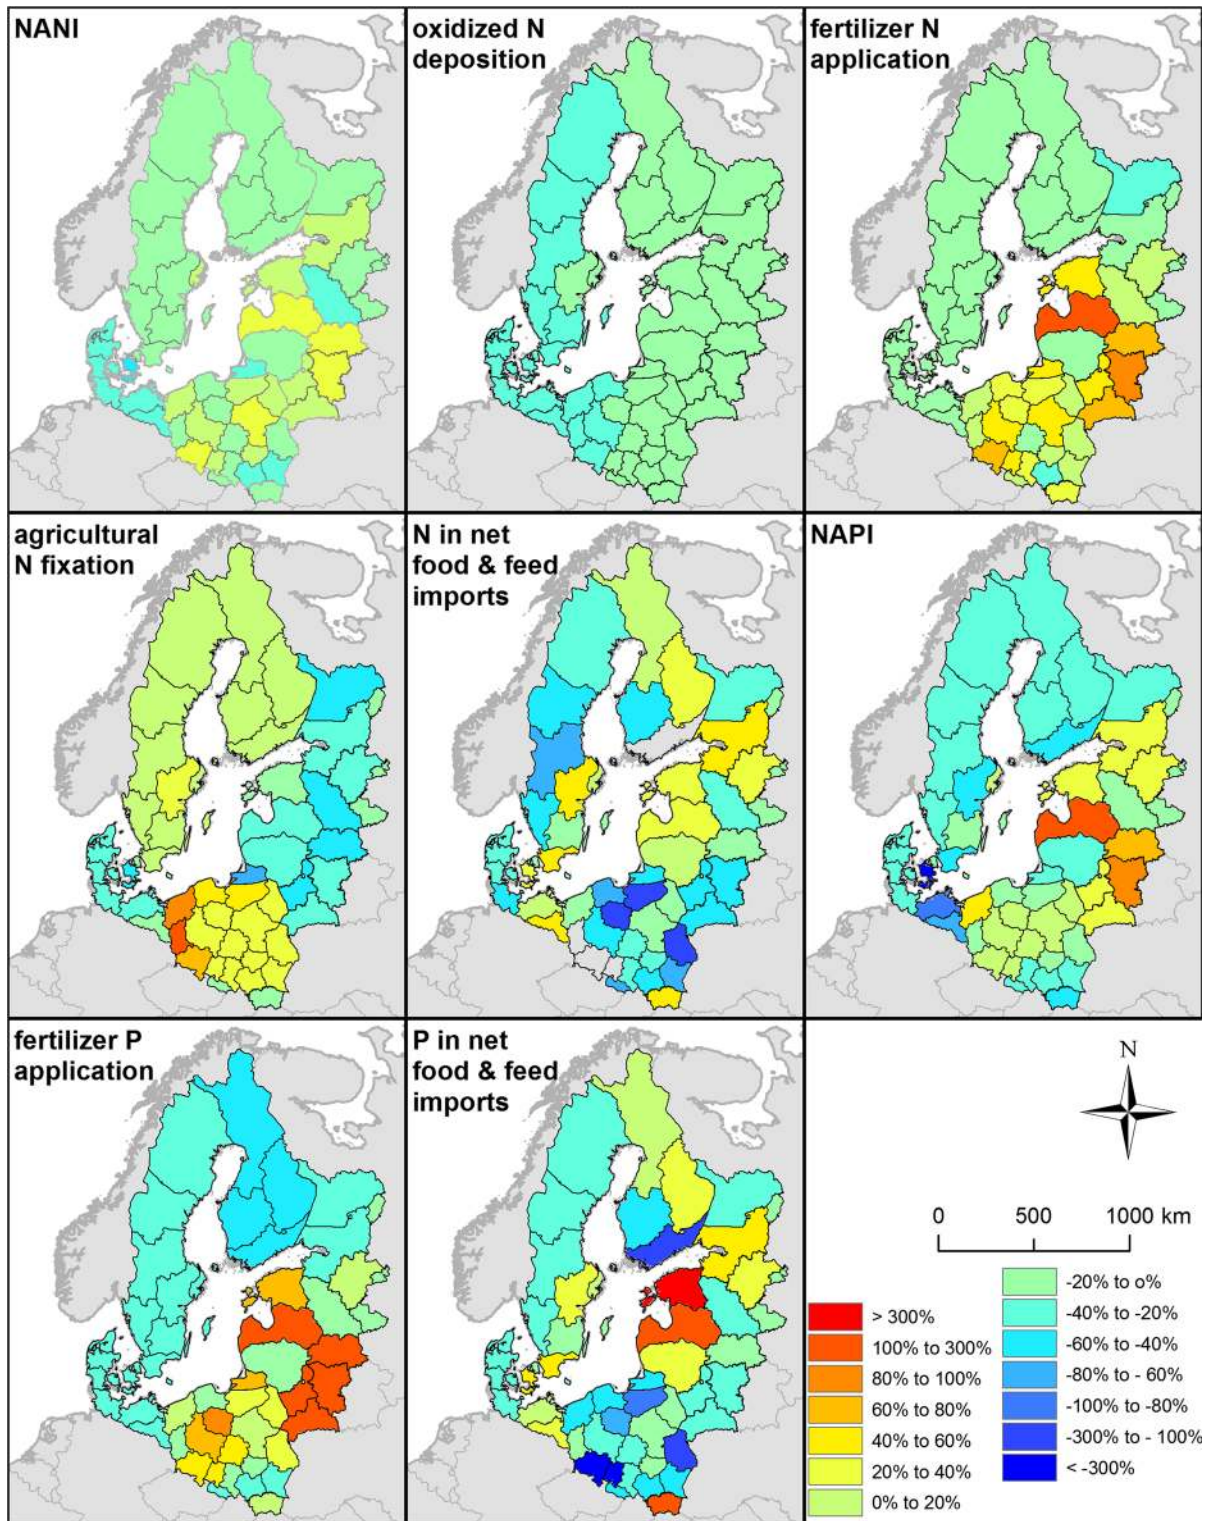 NANI
oxidized N
deposition
fertilizer N
application
agricultural
N fixation
N in net
food & feed
imports
NAPI
fertilizer P
application
P in net
food & feed
imports
N
0 500 1000 km
> 300%
100% to 300%
80% to 100%
60% to 80%
40% to 60%
20% to 40%
0% to 20%
-20% to o%
-40% to -20%
-60% to -40%
-80% to - 60%
-100% to -80%
-300% to - 100%
< -300%